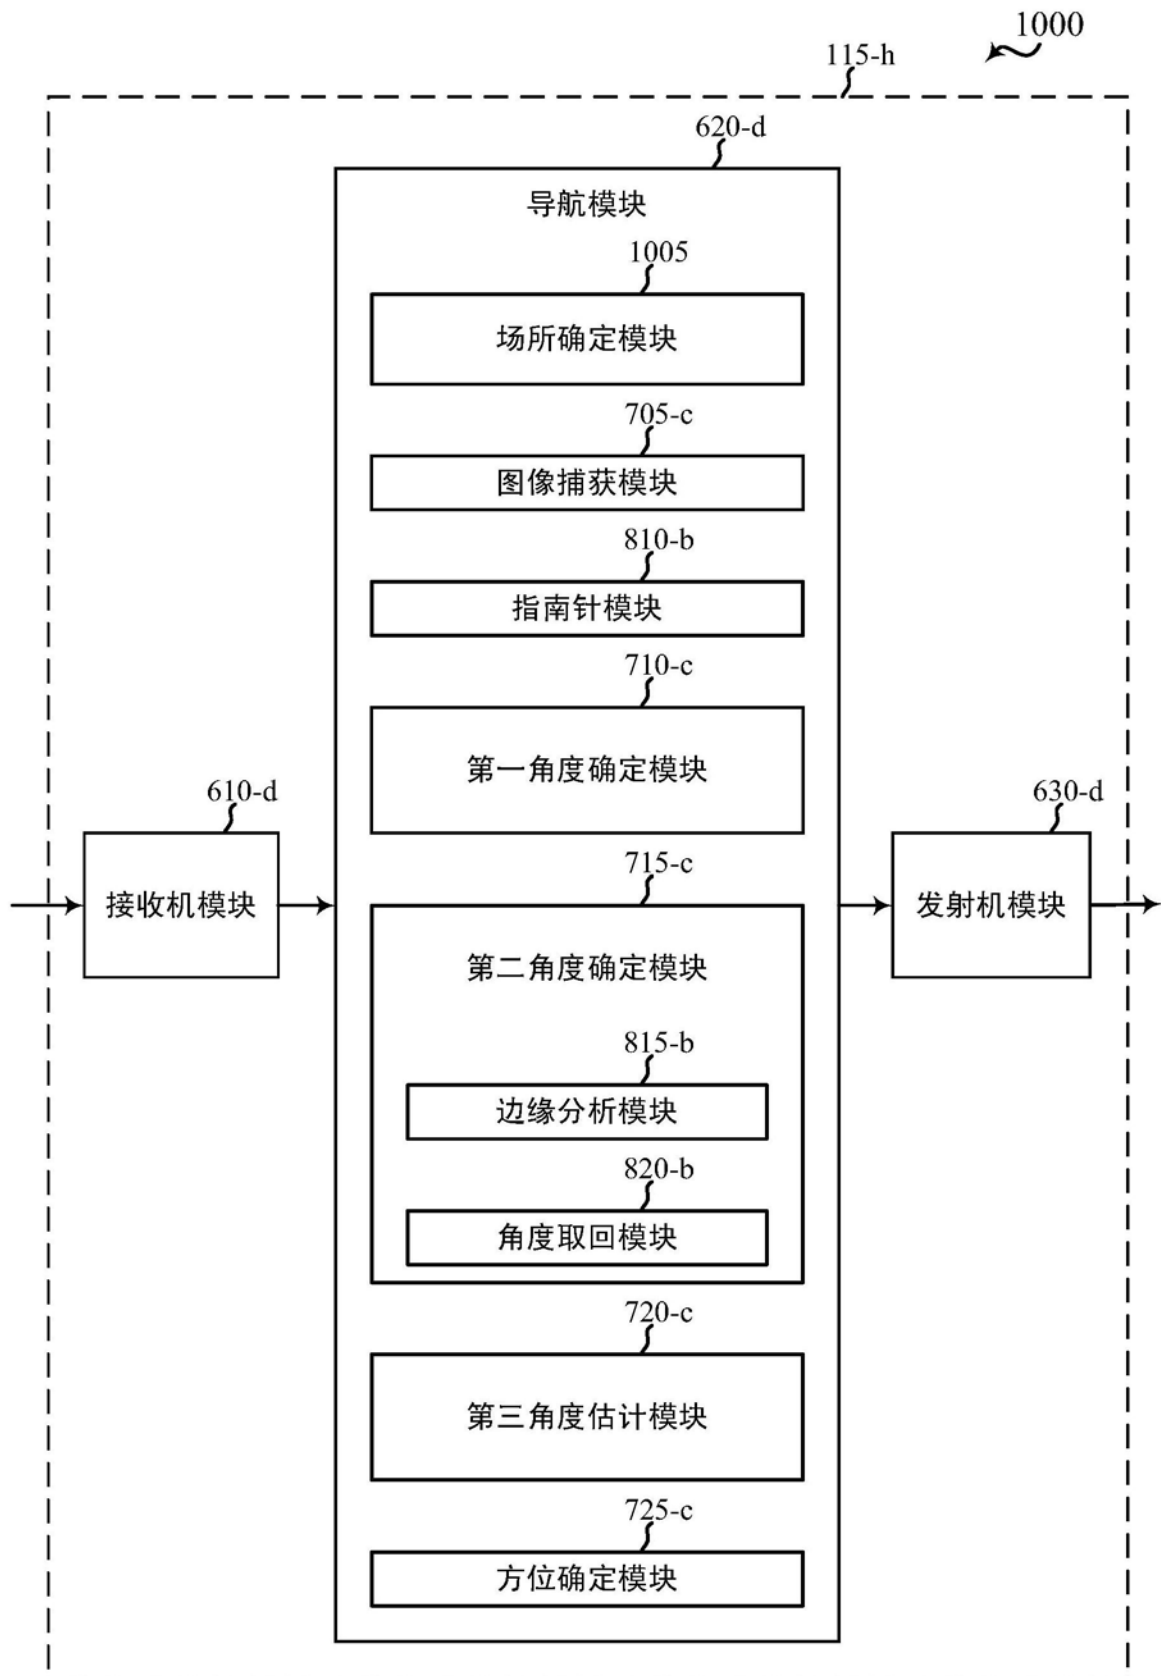 1000
115-h
620-d
导航模块
1005
场所确定模块
705-c
图像捕获模块
810-b
指南针模块
710-c
第一角度确定模块
610-d
接收机模块
630-d
发射机模块
715-c
第二角度确定模块
815-b
边缘分析模块
820-b
角度取回模块
720-c
第三角度估计模块
725-c
方位确定模块